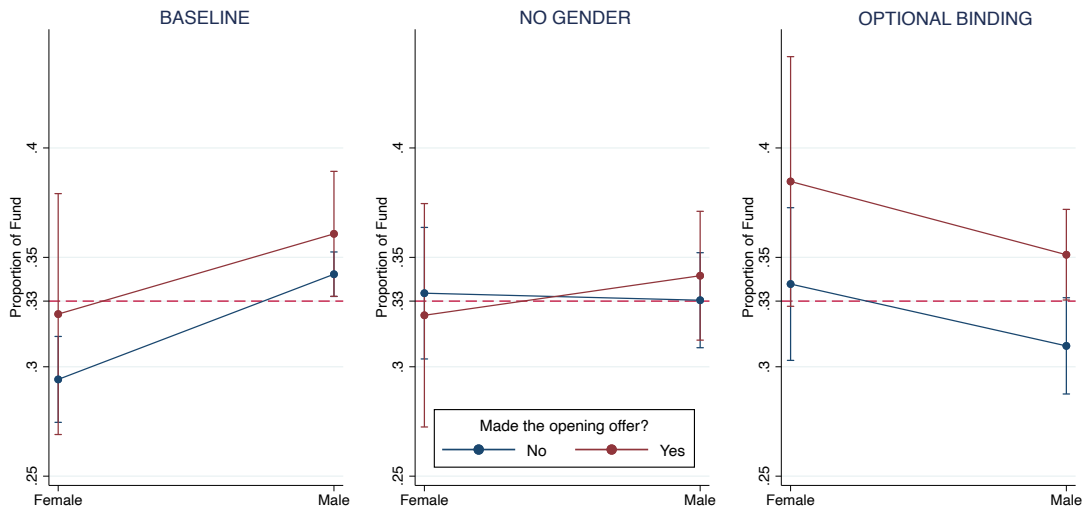 BASELINE
NO GENDER
OPTIONAL BINDING
Proportion of Fund
.4
.35
.33
.3
.25
Female
Male
Proportion of Fund
.4
.35
.33
.3
.25
Made the opening offer?
No
Yes
Female
Male
Proportion of Fund
.4
.35
.33
.3
.25
Female
Male